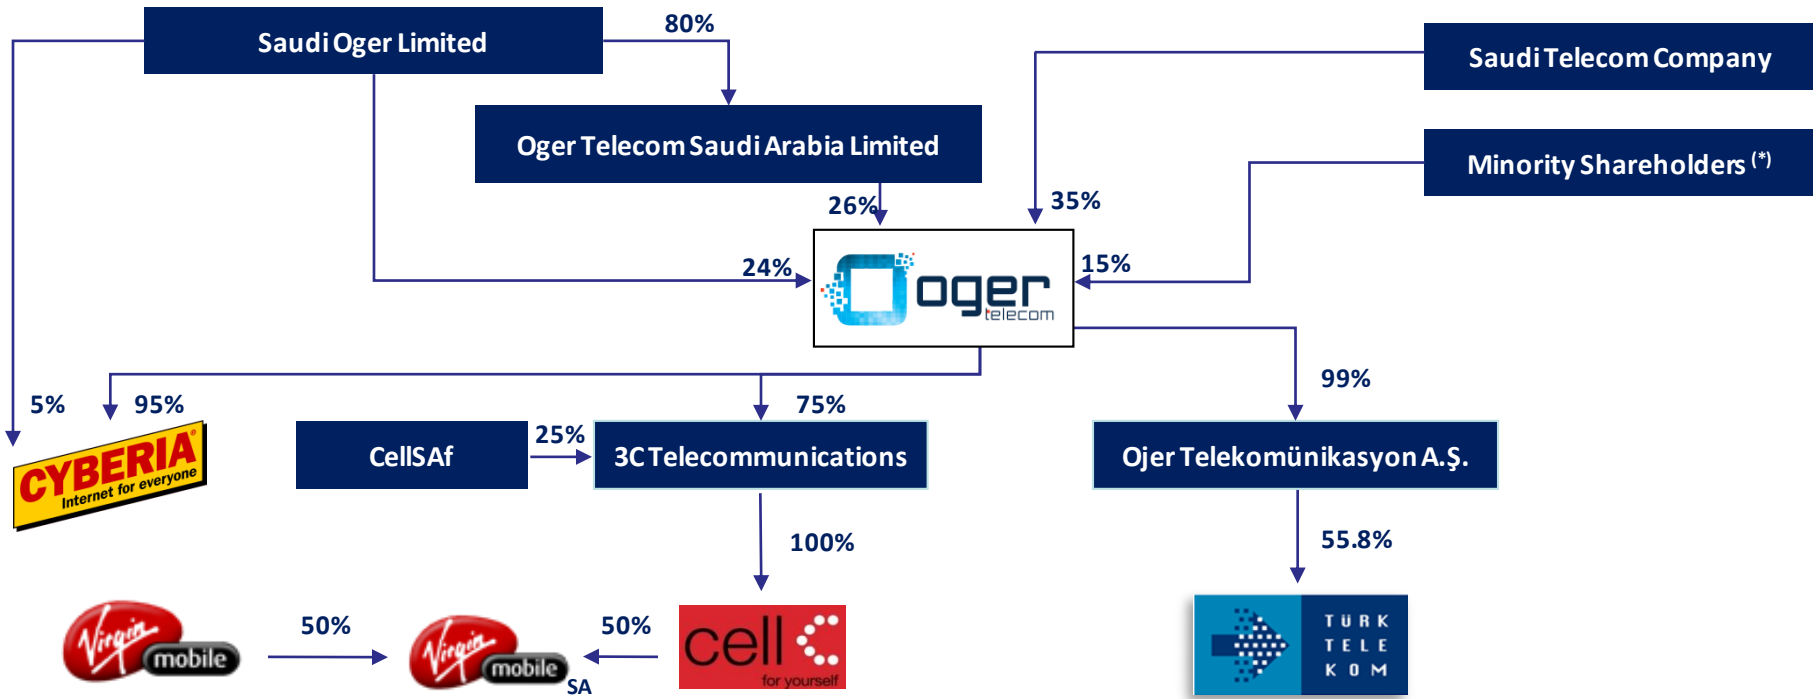 80%
Saudi Oger Limited
Saudi Telecom Company
Oger Telecom Saudi Arabia Limited
Minority Shareholders (*)
26%
35%
24%
15%
oger
telecom
99%
5%
95%
75%
CYBERIA®
Internet for everyone
CellSAf
25%
3C Telecommunications
Ojer Telekomünikasyon A.Ş.
100%
55.8%
Virgin
mobile
50%
Virgin
mobile
SA
50%
cell C
for yourself
TÜRK
TELE
KOM